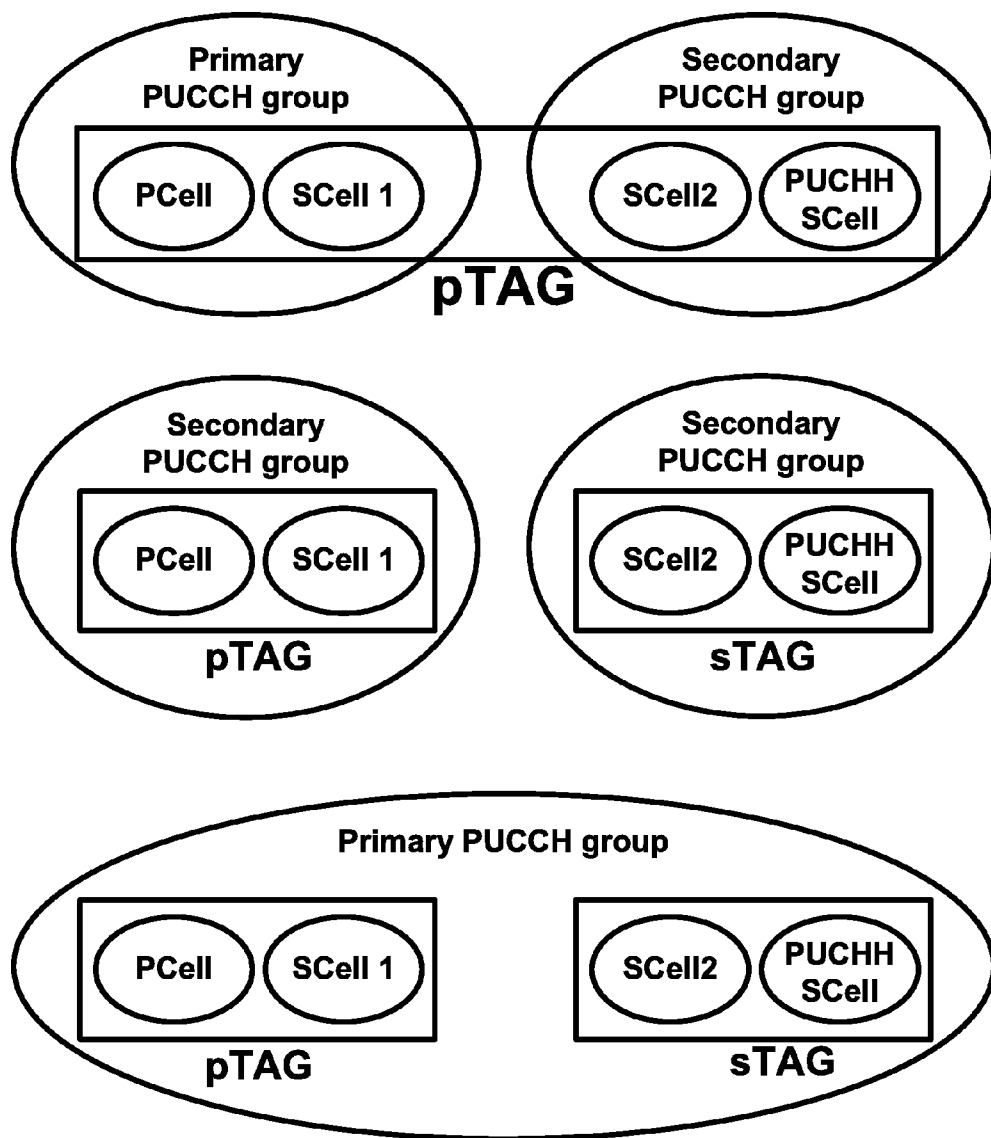 Primary
PUCCH group
Secondary
PUCCH group
PCell
SCell 1
SCell2
PUCHH
SCell
pTAG
Secondary
PUCCH group
Secondary
PUCCH group
PCell
SCell 1
SCell2
PUCHH
SCell
pTAG
sTAG
Primary PUCCH group
PCell
SCell 1
SCell2
PUCHH
SCell
pTAG
sTAG